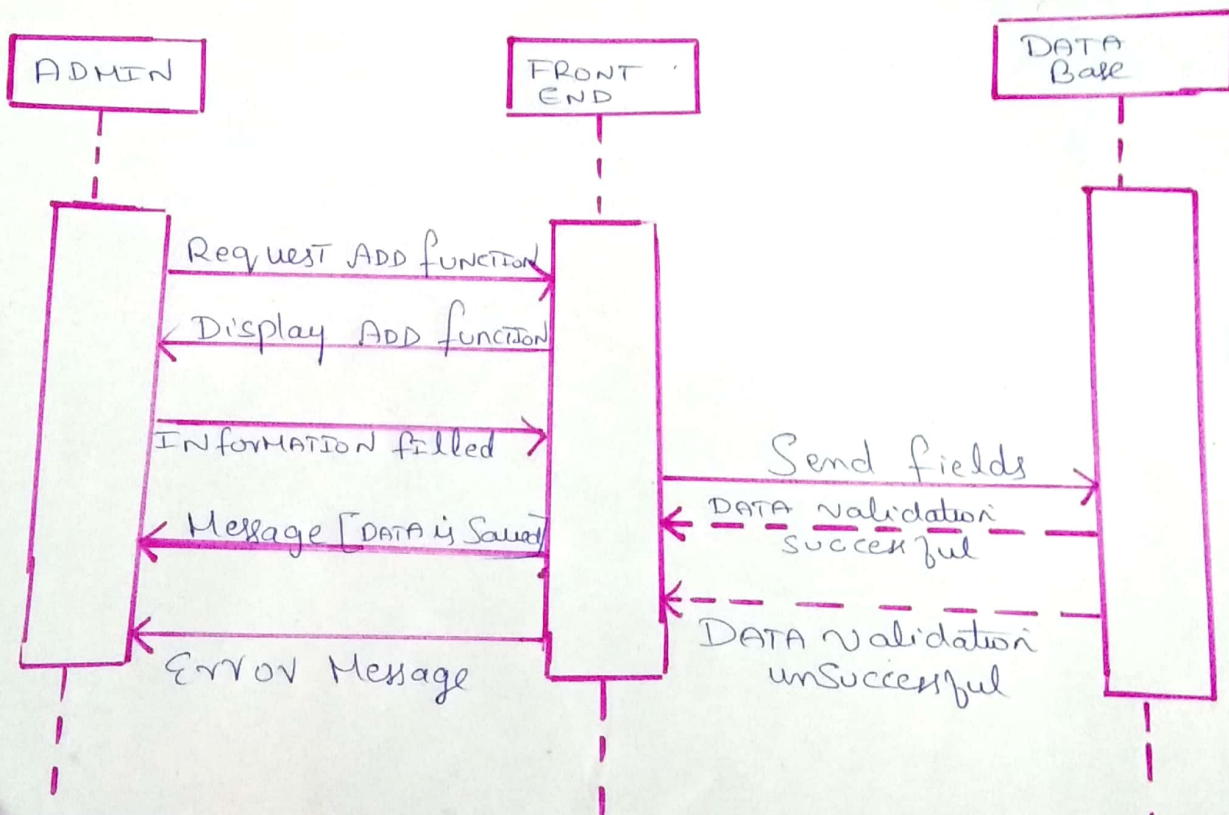 ADMIN
FRONT
END
DATA
Base
Request ADD function
Display ADD function
INformATION filled
Send fields
DATA validation
successful
Message [DATA is Saved]
DATA validation
unSuccessful
Error Message